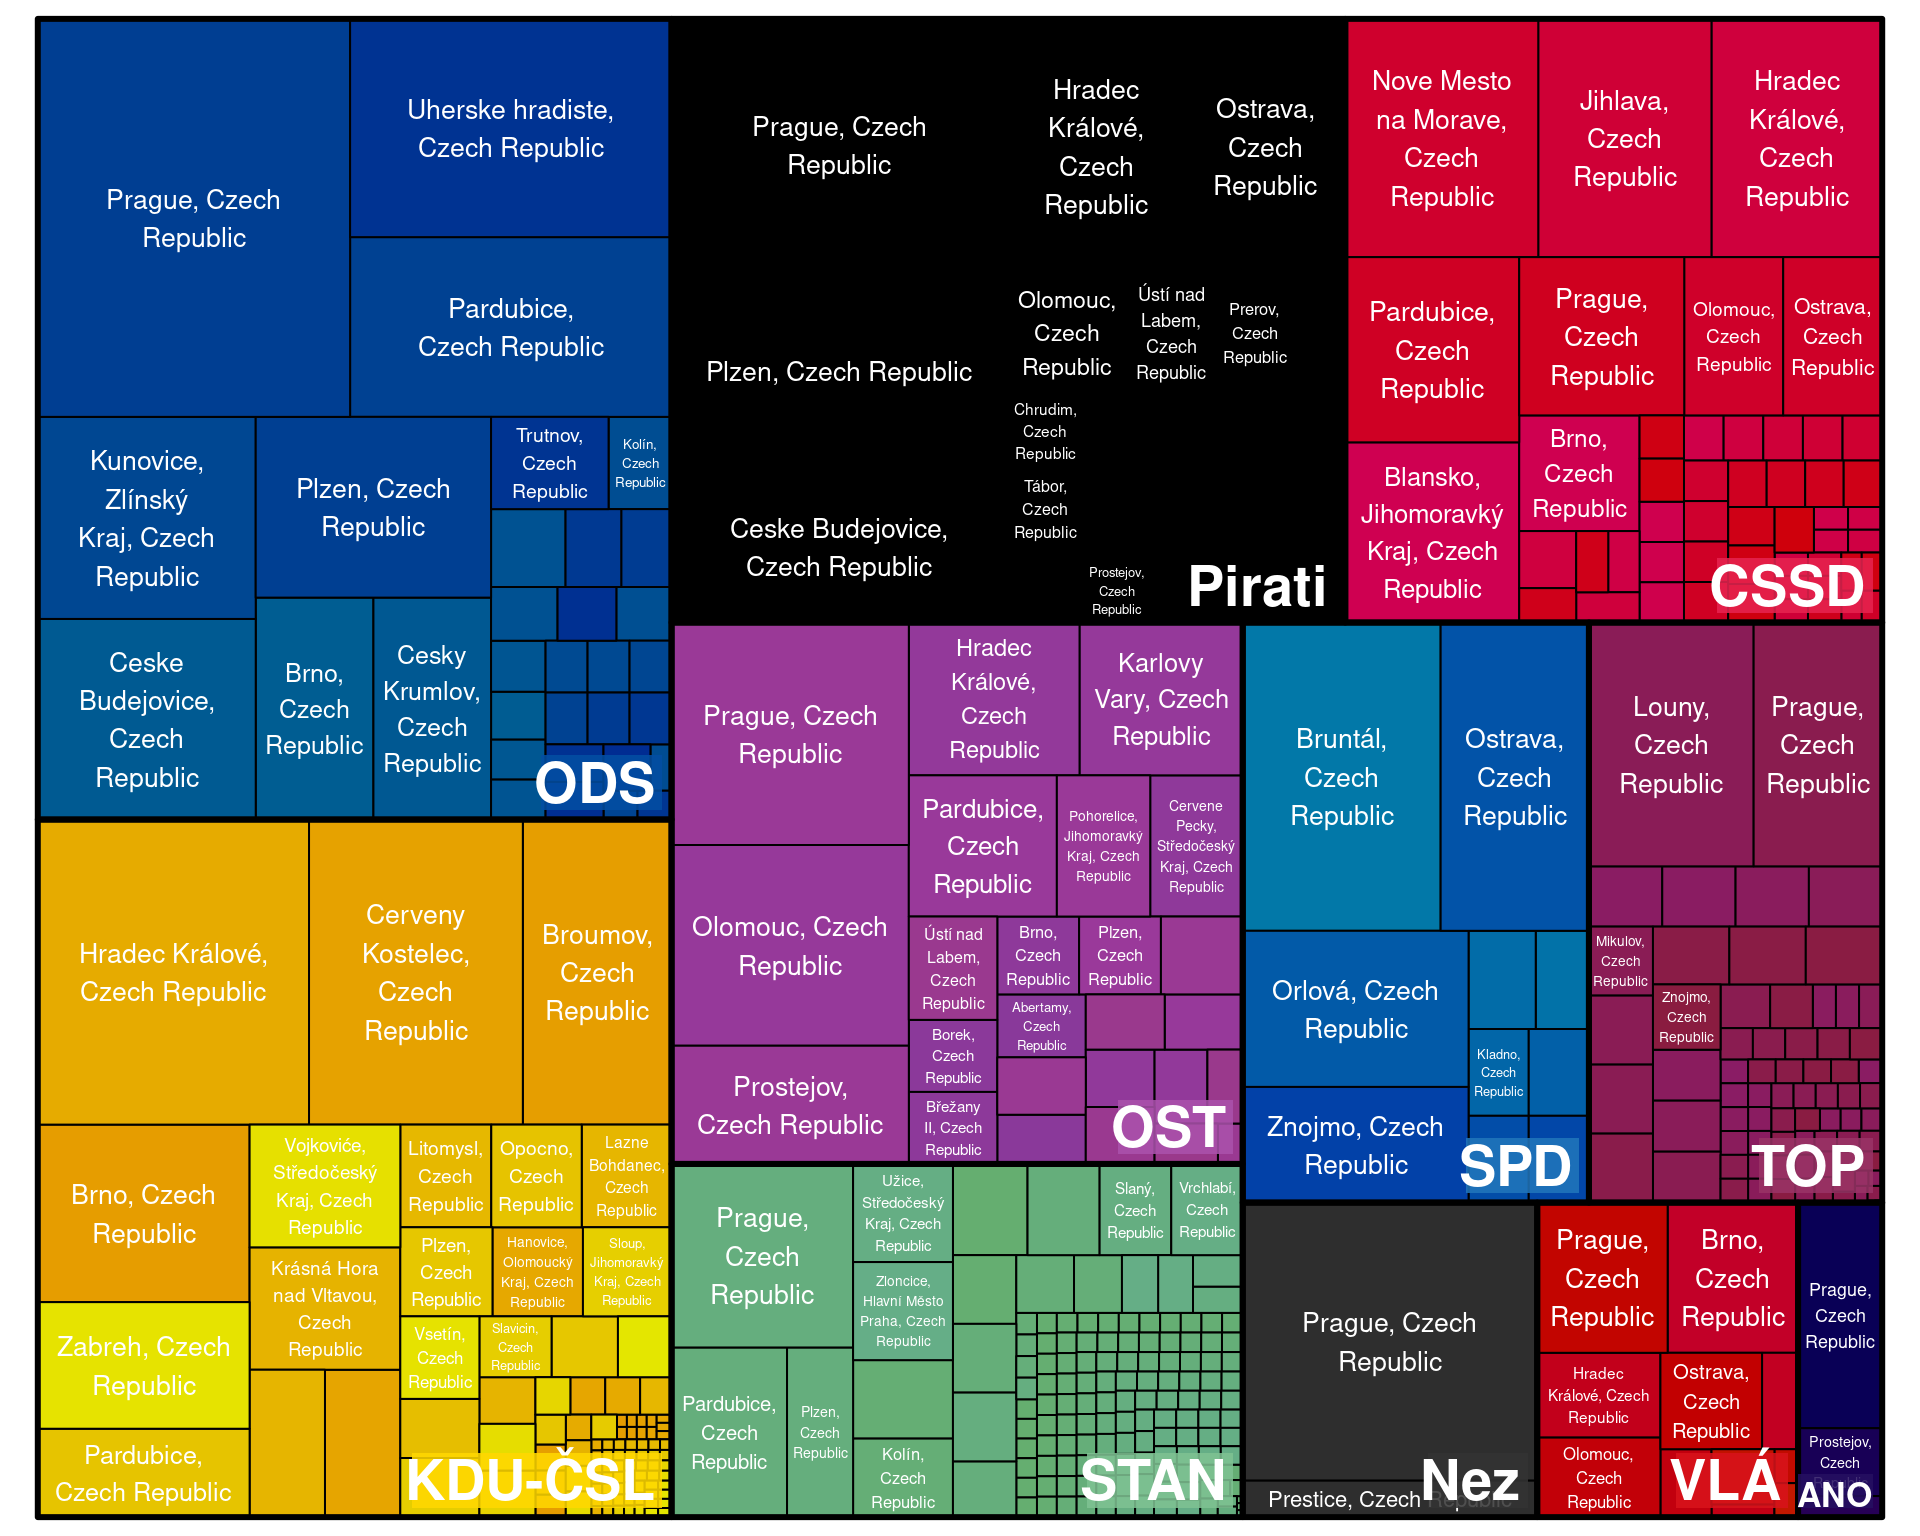 Prague, Czech
Republic
Uherske hradiste,
Czech Republic
Pardubice,
Czech Republic
Kunovice,
Zlínský
Kraj, Czech
Republic
Plzen, Czech
Republic
Trutnov,
Czech
Republic
Kolín,
Czech
Republic
Ceske
Budejovice,
Czech
Republic
Brno,
Czech
Republic
Cesky
Krumlov,
Czech
Republic
ODS
Prague, Czech
Republic
Hradec
Králové,
Czech
Republic
Ostrava,
Czech
Republic
Plzen, Czech Republic
Olomouc,
Czech
Republic
Ústí nad
Labem,
Czech
Republic
Prerov,
Czech
Republic
Chrudim,
Czech
Republic
Tábor,
Czech
Republic
Ceske Budejovice,
Czech Republic
Prostejov,
Czech
Republic
Pirati
Nove Mesto
na Morave,
Czech
Republic
Jihlava,
Czech
Republic
Hradec
Králové,
Czech
Republic
Pardubice,
Czech
Republic
Prague,
Czech
Republic
Olomouc,
Czech
Republic
Ostrava,
Czech
Republic
Blansko,
Jihomoravký
Kraj, Czech
Republic
Brno,
Czech
Republic
CSSD
Hradec Králové,
Czech Republic
Cerveny
Kostelec,
Czech
Republic
Broumov,
Czech
Republic
Brno, Czech
Republic
Vojkoviće,
Středočeský
Kraj, Czech
Republic
Litomysl,
Czech
Republic
Opocno,
Czech
Republic
Lazne
Bohdanec,
Czech
Republic
Krásná Hora
nad Vltavou,
Czech
Republic
Plzen,
Czech
Republic
Hanovice,
Olomoucký
Kraj, Czech
Republic
Sloup,
Jihomoravký
Kraj, Czech
Republic
Zabreh, Czech
Republic
Vsetín,
Czech
Republic
Slavicin,
Czech
Republic
Pardubice,
Czech Republic
KDU-ČSL
Prague, Czech
Republic
Hradec
Králové,
Czech
Republic
Karlovy
Vary, Czech
Republic
Pardubice,
Czech
Republic
Pohorelice,
Jihomoravký
Kraj, Czech
Republic
Cervene
Pecky,
Středočeský
Kraj, Czech
Republic
Olomouc, Czech
Republic
Ústí nad
Labem,
Czech
Republic
Brno,
Czech
Republic
Plzen,
Czech
Republic
Abertamy,
Czech
Republic
Borek,
Czech
Republic
Prostejov,
Czech Republic
Břežany
II, Czech
Republic
OST
Bruntál,
Czech
Republic
Ostrava,
Czech
Republic
Orlová, Czech
Republic
Kladno,
Czech
Republic
Znojmo, Czech
Republic
SPD
Louny,
Czech
Republic
Prague,
Czech
Republic
Mikulov,
Czech
Republic
Znojmo,
Czech
Republic
TOP
Prague,
Czech
Republic
Užice,
Středočeský
Kraj, Czech
Republic
Slaný,
Czech
Republic
Vrchlabí,
Czech
Republic
Zloncice,
Hlavní Město
Praha, Czech
Republic
Pardubice,
Czech
Republic
Plzen,
Czech
Republic
Kolín,
Czech
Republic
STAN
Prague, Czech
Republic
Prestice, Czech Republic
Nez
Prague,
Czech
Republic
Brno,
Czech
Republic
Hradec
Králové, Czech
Republic
Ostrava,
Czech
Republic
Olomouc,
Czech
Republic
VLÁ
Prague,
Czech
Republic
Prostejov,
Czech
Republic
ANO